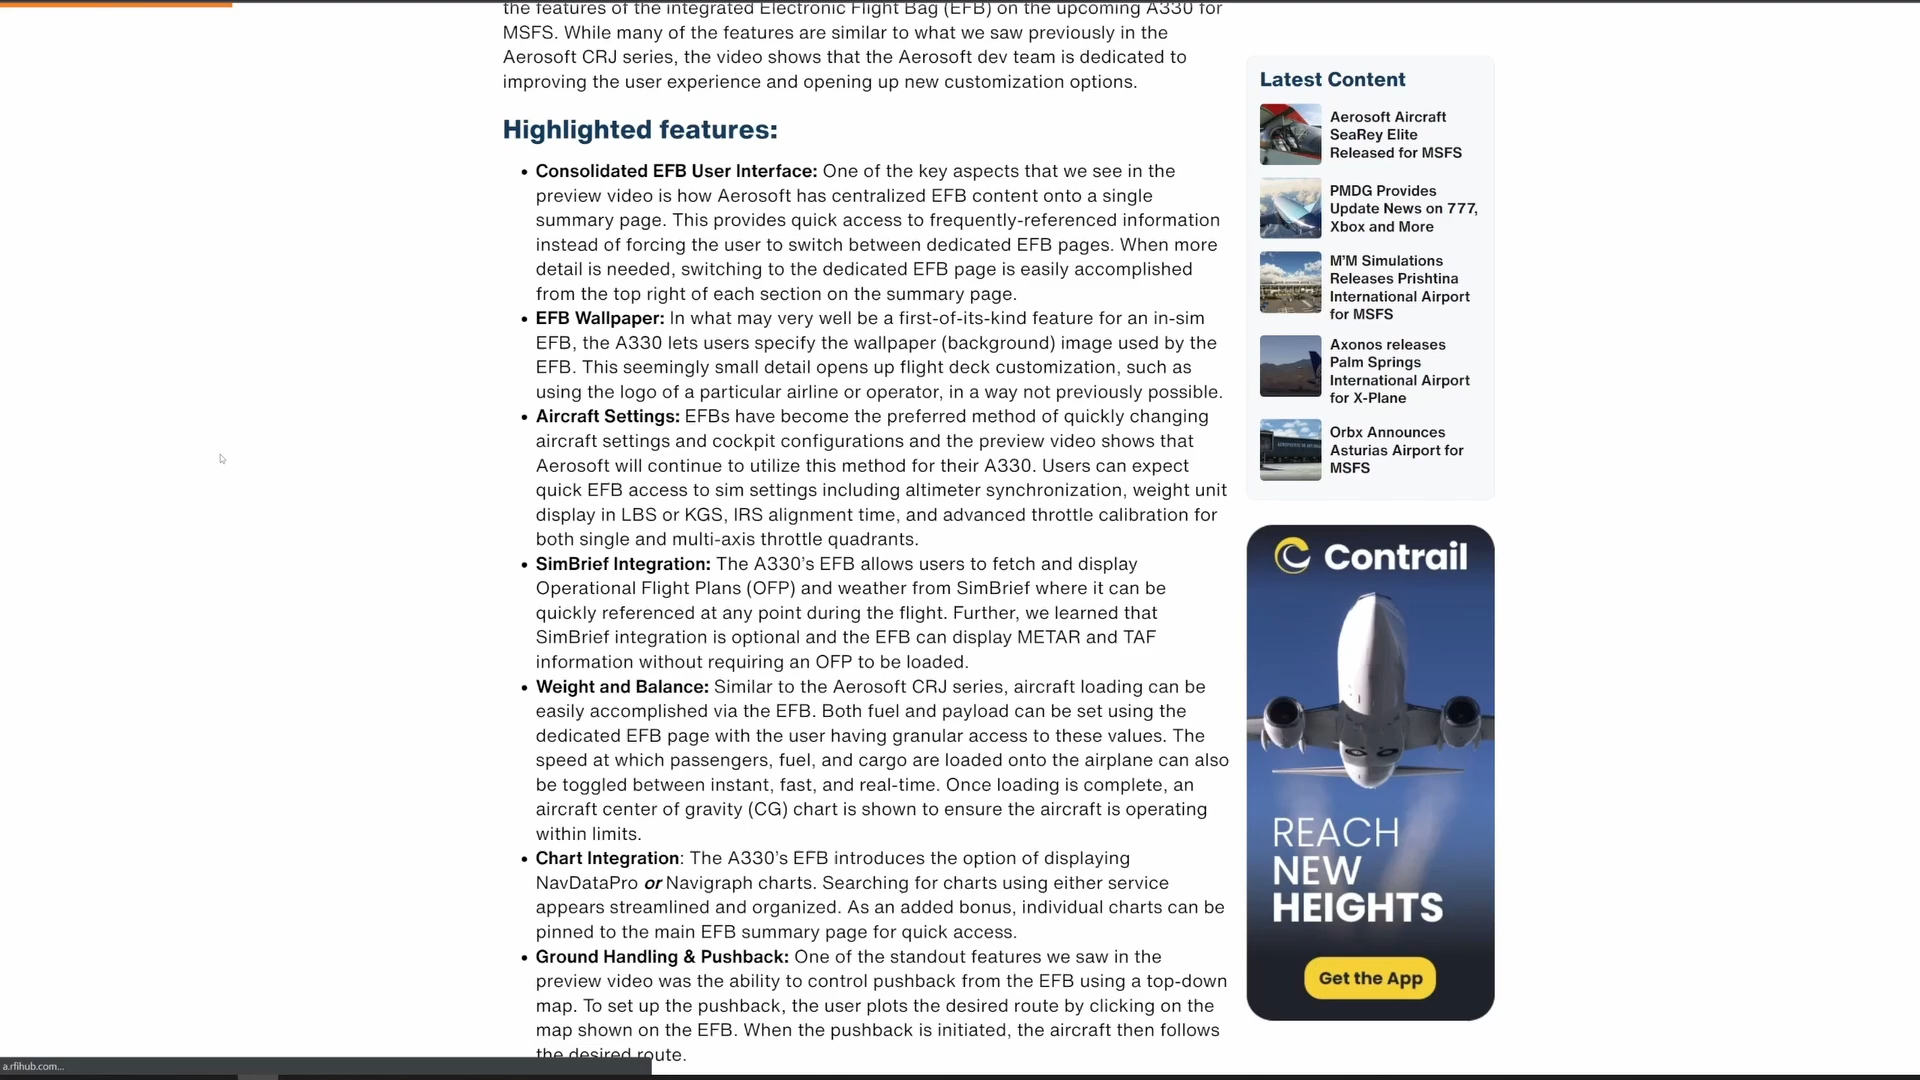 the features of the integrated Electronic Flight Bag (EFB) on the upcoming A330 for
MSFS. While many of the features are similar to what we saw previously in the
Aerosoft CRJ series, the video shows that the Aerosoft dev team is dedicated to
improving the user experience and opening up new customization options.
Highlighted features:
• Consolidated EFB User Interface: One of the key aspects that we see in the
preview video is how Aerosoft has centralized EFB content onto a single
summary page. This provides quick access to frequently-referenced information
instead of forcing the user to switch between dedicated EFB pages. When more
detail is needed, switching to the dedicated EFB page is easily accomplished
from the top right of each section on the summary page.
• EFB Wallpaper: In what may very well be a first-of-its-kind feature for an in-sim
EFB, the A330 lets users specify the wallpaper (background) image used by the
EFB. This seemingly small detail opens up flight deck customization, such as
using the logo of a particular airline or operator, in a way not previously possible.
• Aircraft Settings: EFBs have become the preferred method of quickly changing
aircraft settings and cockpit configurations and the preview video shows that
Aerosoft will continue to utilize this method for their A330. Users can expect
quick EFB access to sim settings including altimeter synchronization, weight unit
display in LBS or KGS, IRS alignment time, and advanced throttle calibration for
both single and multi-axis throttle quadrants.
• SimBrief Integration: The A330’s EFB allows users to fetch and display
Operational Flight Plans (OFP) and weather from SimBrief where it can be
quickly referenced at any point during the flight. Further, we learned that
SimBrief integration is optional and the EFB can display METAR and TAF
information without requiring an OFP to be loaded.
• Weight and Balance: Similar to the Aerosoft CRJ series, aircraft loading can be
easily accomplished via the EFB. Both fuel and payload can be set using the
dedicated EFB page with the user having granular access to these values. The
speed at which passengers, fuel, and cargo are loaded onto the airplane can also
be toggled between instant, fast, and real-time. Once loading is complete, an
aircraft center of gravity (CG) chart is shown to ensure the aircraft is operating
within limits.
• Chart Integration: The A330’s EFB introduces the option of displaying
NavDataPro or Navigraph charts. Searching for charts using either service
appears streamlined and organized. As an added bonus, individual charts can be
pinned to the main EFB summary page for quick access.
• Ground Handling & Pushback: One of the standout features we saw in the
preview video was the ability to control pushback from the EFB using a top-down
map. To set up the pushback, the user plots the desired route by clicking on the
map shown on the EFB. When the pushback is initiated, the aircraft then follows
the desired route.
Latest Content
Aerosoft Aircraft
SeaRey Elite
Released for MSFS
PMDG Provides
Update News on 777,
Xbox and More
M’M Simulations
Releases Prishtina
International Airport
for MSFS
Axonos releases
Palm Springs
International Airport
for X-Plane
Orbx Announces
Asturias Airport for
MSFS
Contrail
REACH
NEW
HEIGHTS
Get the App
a.rfihub.com...